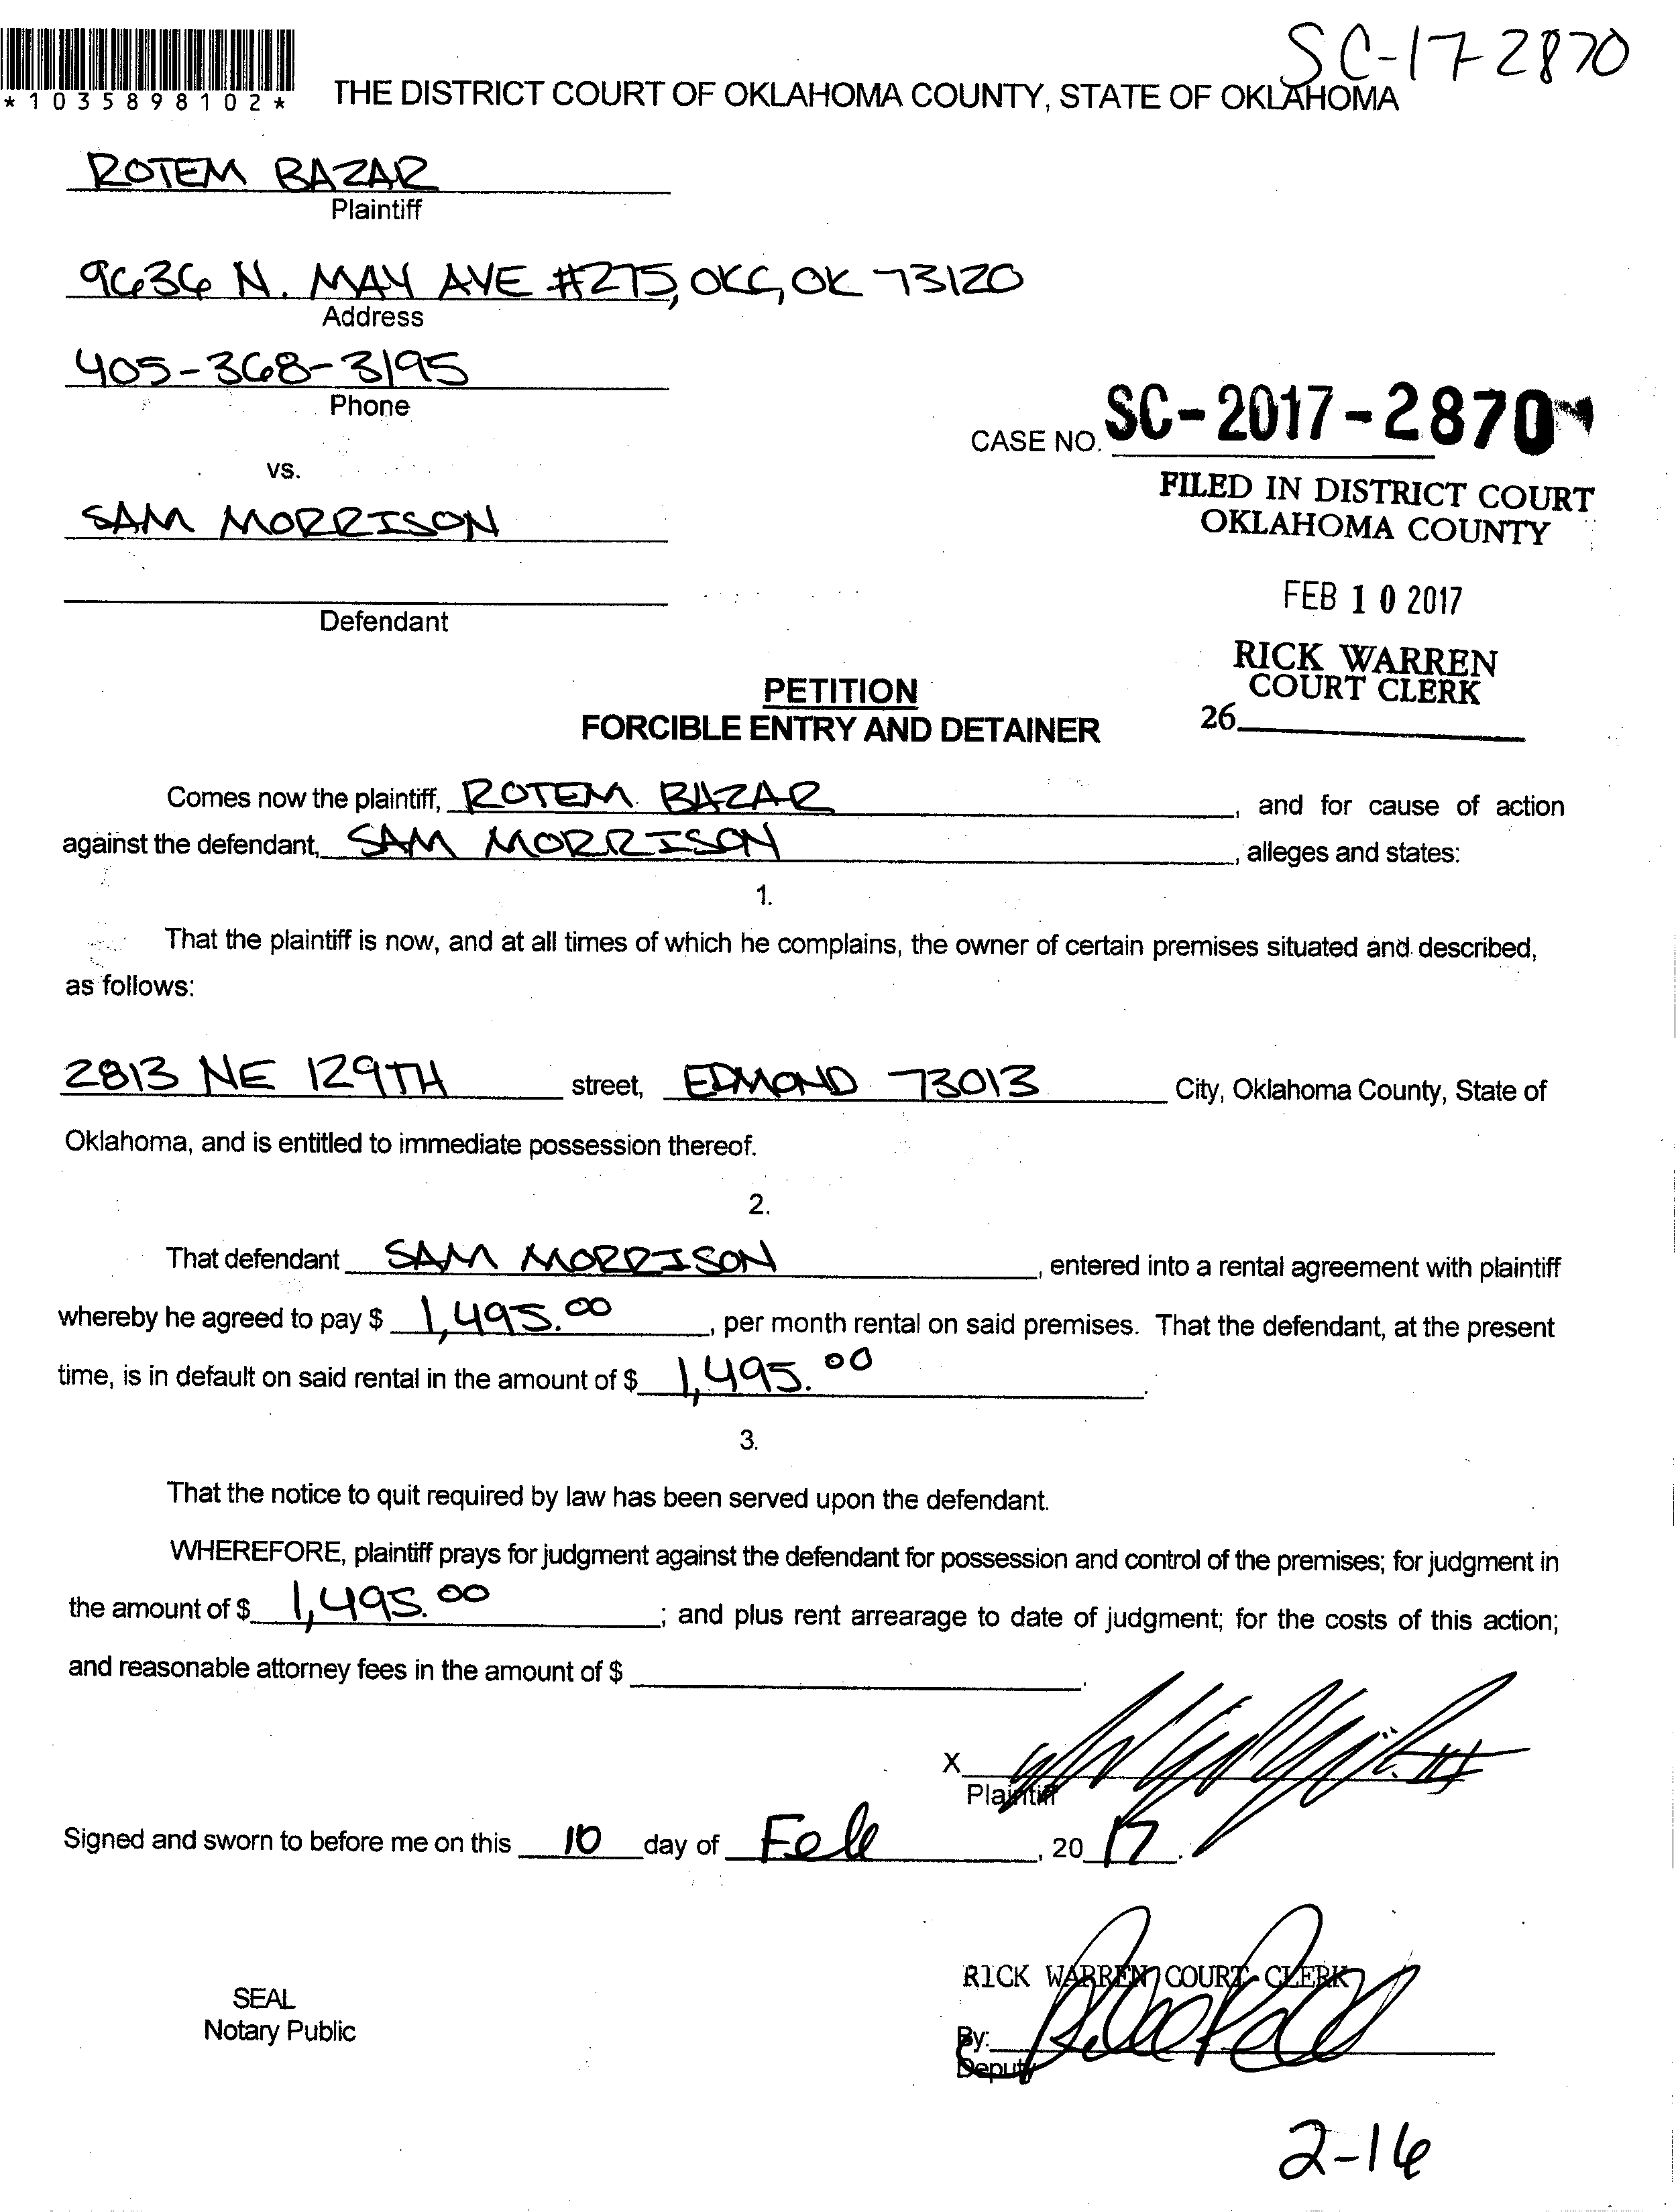 SC-17-2870
*1035898102*
THE DISTRICT COURT OF OKLAHOMA COUNTY, STATE OF OKLAHOMA
ROTEM BAZAR
Plaintiff
9636 N. MAY AVE #275, OKC, OK 73120
Address
405-368-3195
Phone
CASE NO. SC-2017-2870
vs.
FILED IN DISTRICT COURT
OKLAHOMA COUNTY
SAM MORRISON
FEB 10 2017
Defendant
RICK WARREN
COURT CLERK
26
PETITION
FORCIBLE ENTRY AND DETAINER
Comes now the plaintiff, ROTEM BAZAR, and for cause of action
against the defendant, SAM MORRISON, alleges and states:
1.
That the plaintiff is now, and at all times of which he complains, the owner of certain premises situated and described,
as follows:
2813 NE 129TH street, EDMOND 73013 City, Oklahoma County, State of
Oklahoma, and is entitled to immediate possession thereof.
2.
That defendant SAM MORRISON, entered into a rental agreement with plaintiff
whereby he agreed to pay $ 1,495.00, per month rental on said premises. That the defendant, at the present
time, is in default on said rental in the amount of $ 1,495.00.
3.
That the notice to quit required by law has been served upon the defendant.
WHEREFORE, plaintiff prays for judgment against the defendant for possession and control of the premises; for judgment in
the amount of $ 1,495.00; and plus rent arrearage to date of judgment; for the costs of this action;
and reasonable attorney fees in the amount of $ .
X
Plaintiff
Signed and sworn to before me on this 10 day of Feb, 2017.
RICK WARREN COURT CLERK
SEAL
Notary Public
By:
Deputy
2-16